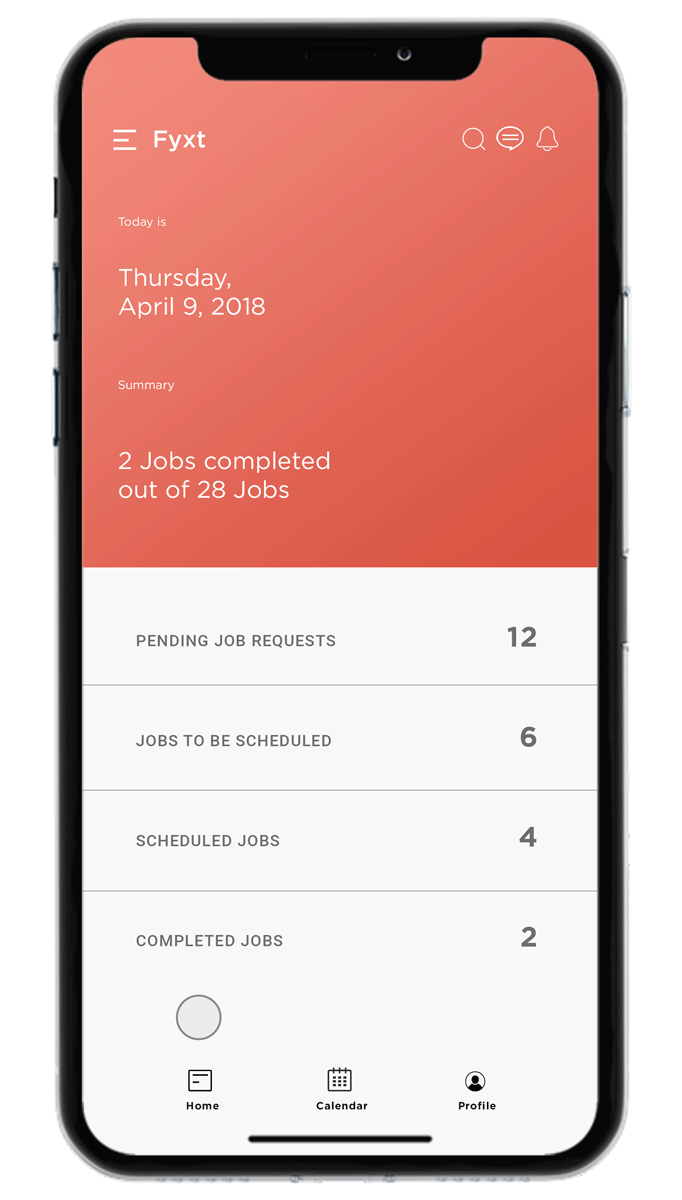 Fyxt
Today is
Thursday,
April 9, 2018
Summary
2 Jobs completed
out of 28 Jobs
PENDING JOB REQUESTS 12
JOBS TO BE SCHEDULED 6
SCHEDULED JOBS 4
COMPLETED JOBS 2
Home Calendar Profile